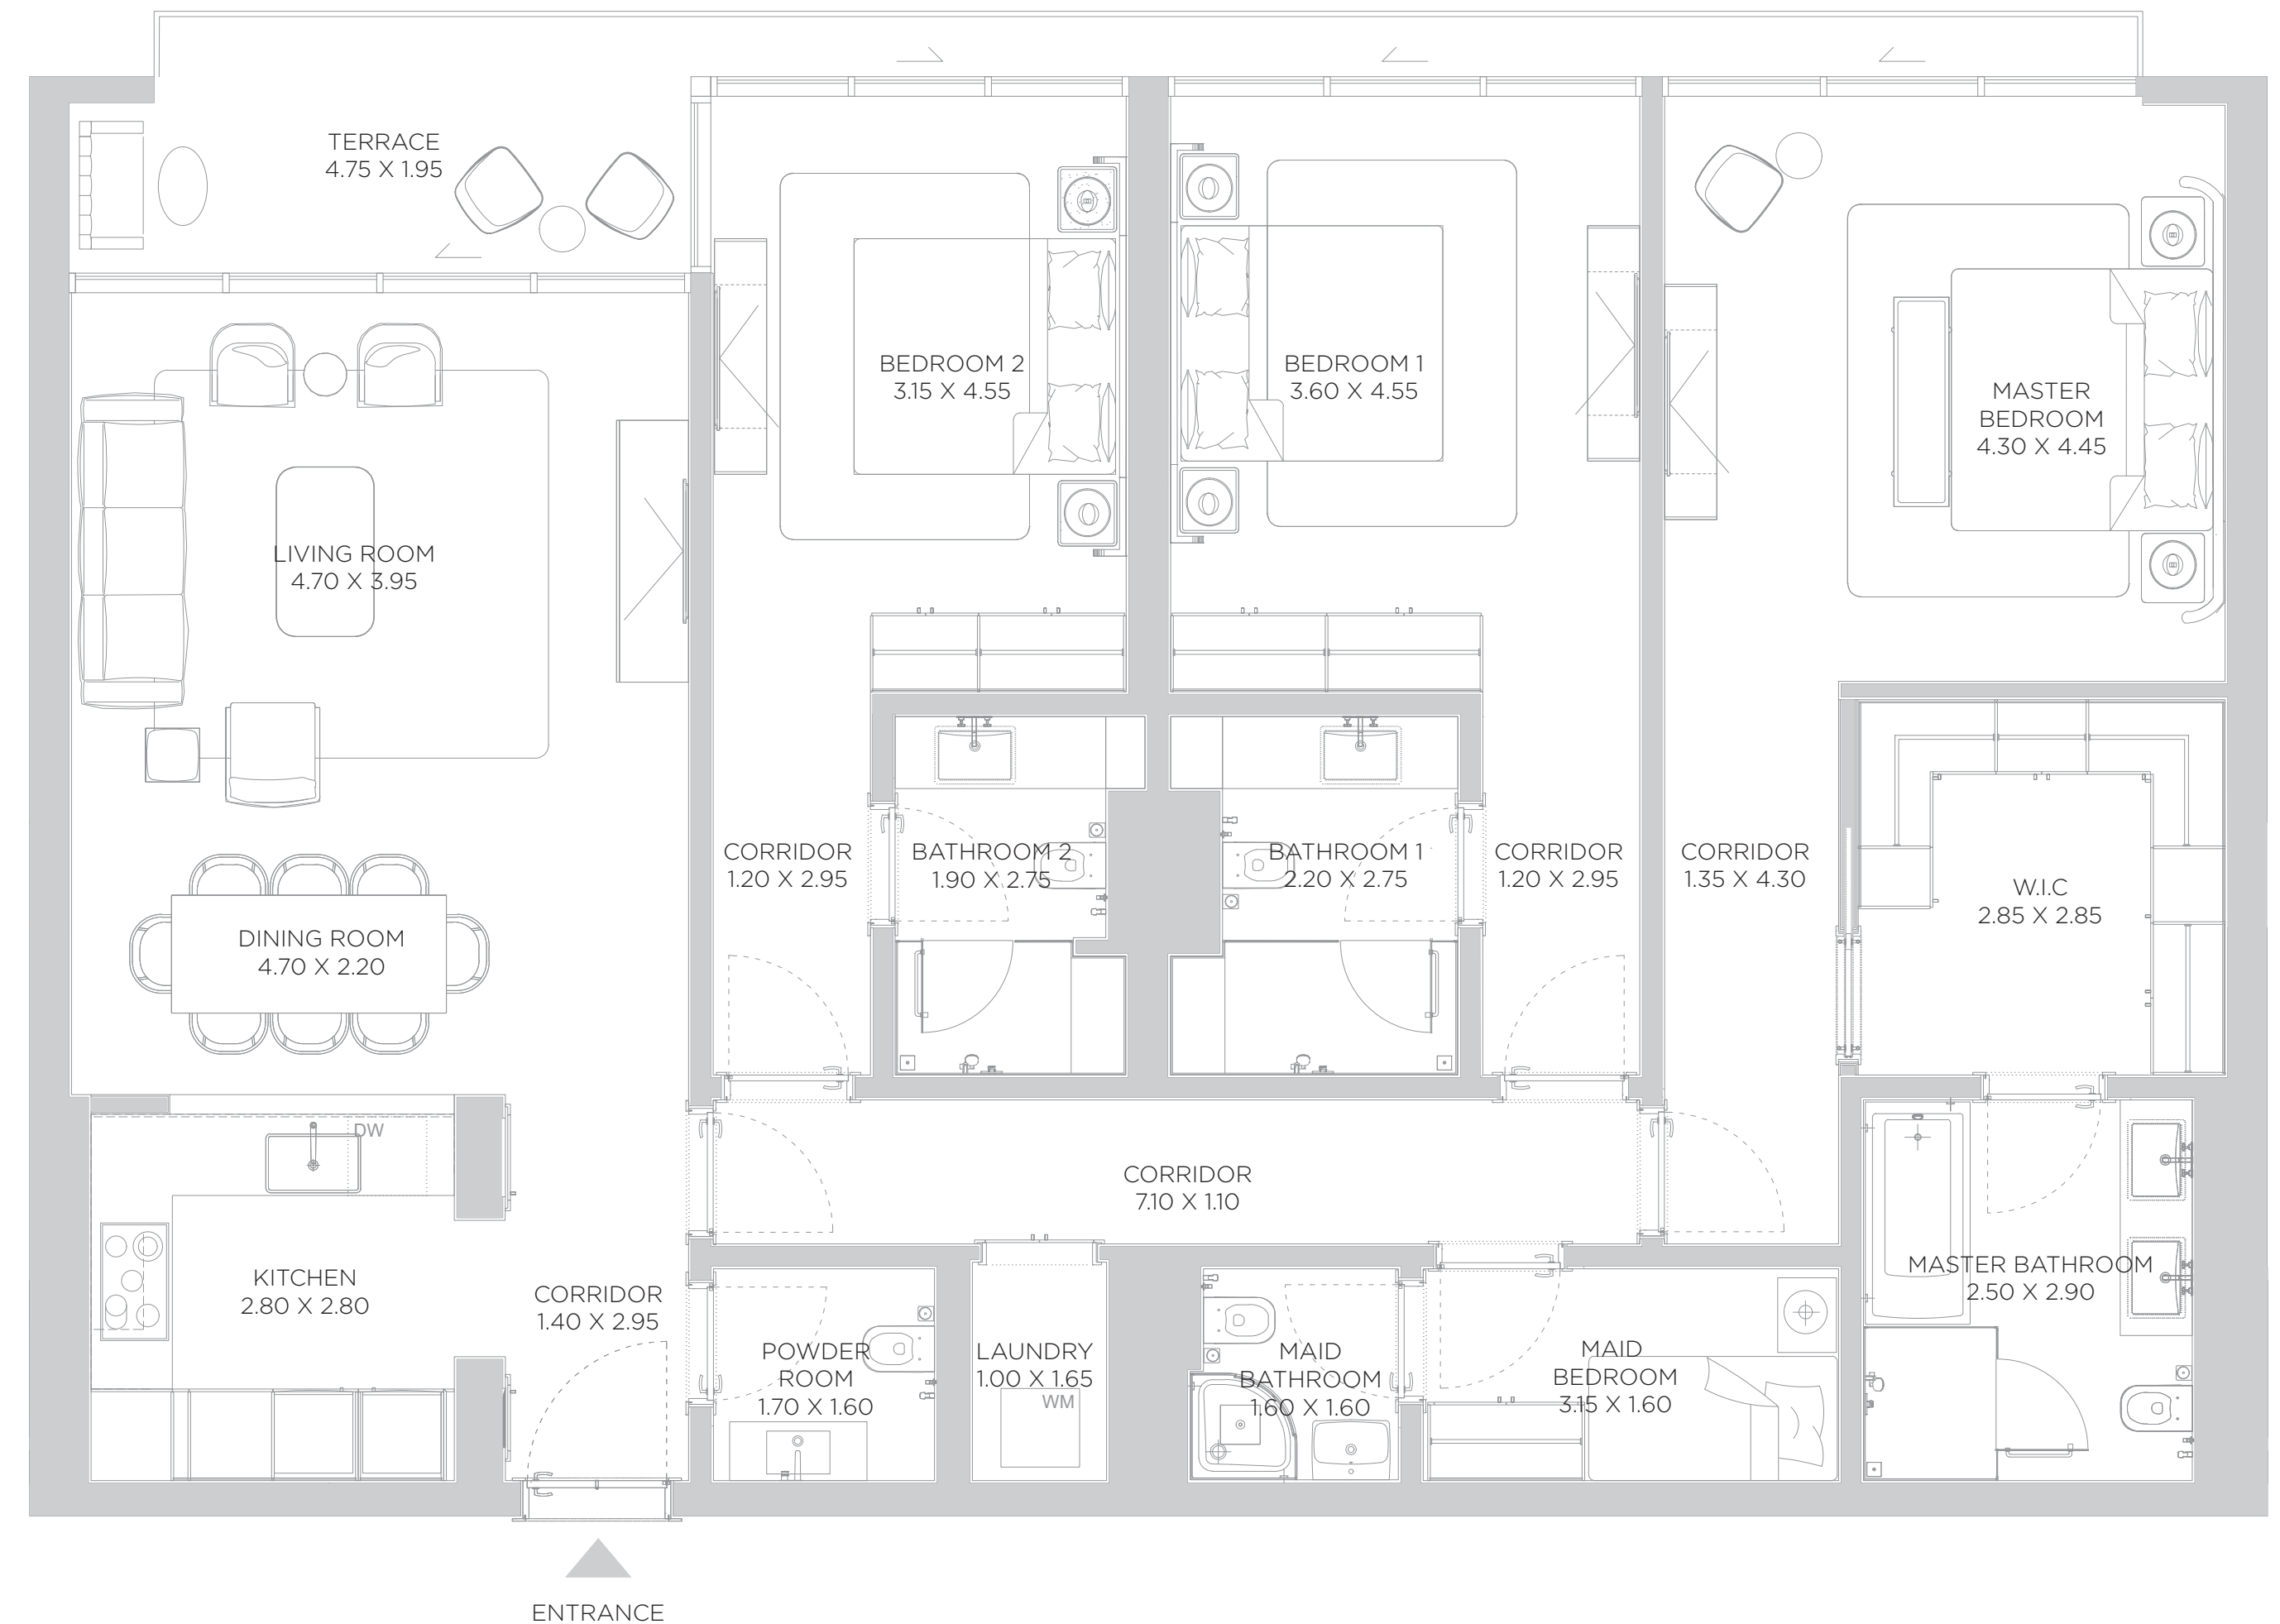 TERRACE
4.75 X 1.95
BEDROOM 2
3.15 X 4.55
BEDROOM 1
3.60 X 4.55
MASTER
BEDROOM
4.30 X 4.45
LIVING ROOM
4.70 X 3.95
CORRIDOR
1.20 X 2.95
BATHROOM 2
1.90 X 2.75
BATHROOM 1
2.20 X 2.75
CORRIDOR
1.20 X 2.95
CORRIDOR
1.35 X 4.30
W.I.C
2.85 X 2.85
DINING ROOM
4.70 X 2.20
DW
CORRIDOR
7.10 X 1.10
KITCHEN
2.80 X 2.80
CORRIDOR
1.40 X 2.95
POWDER
ROOM
1.70 X 1.60
LAUNDRY
1.00 X 1.65
WM
MAID
BATHROOM
1.60 X 1.60
MAID
BEDROOM
3.15 X 1.60
MASTER BATHROOM
2.50 X 2.90
ENTRANCE